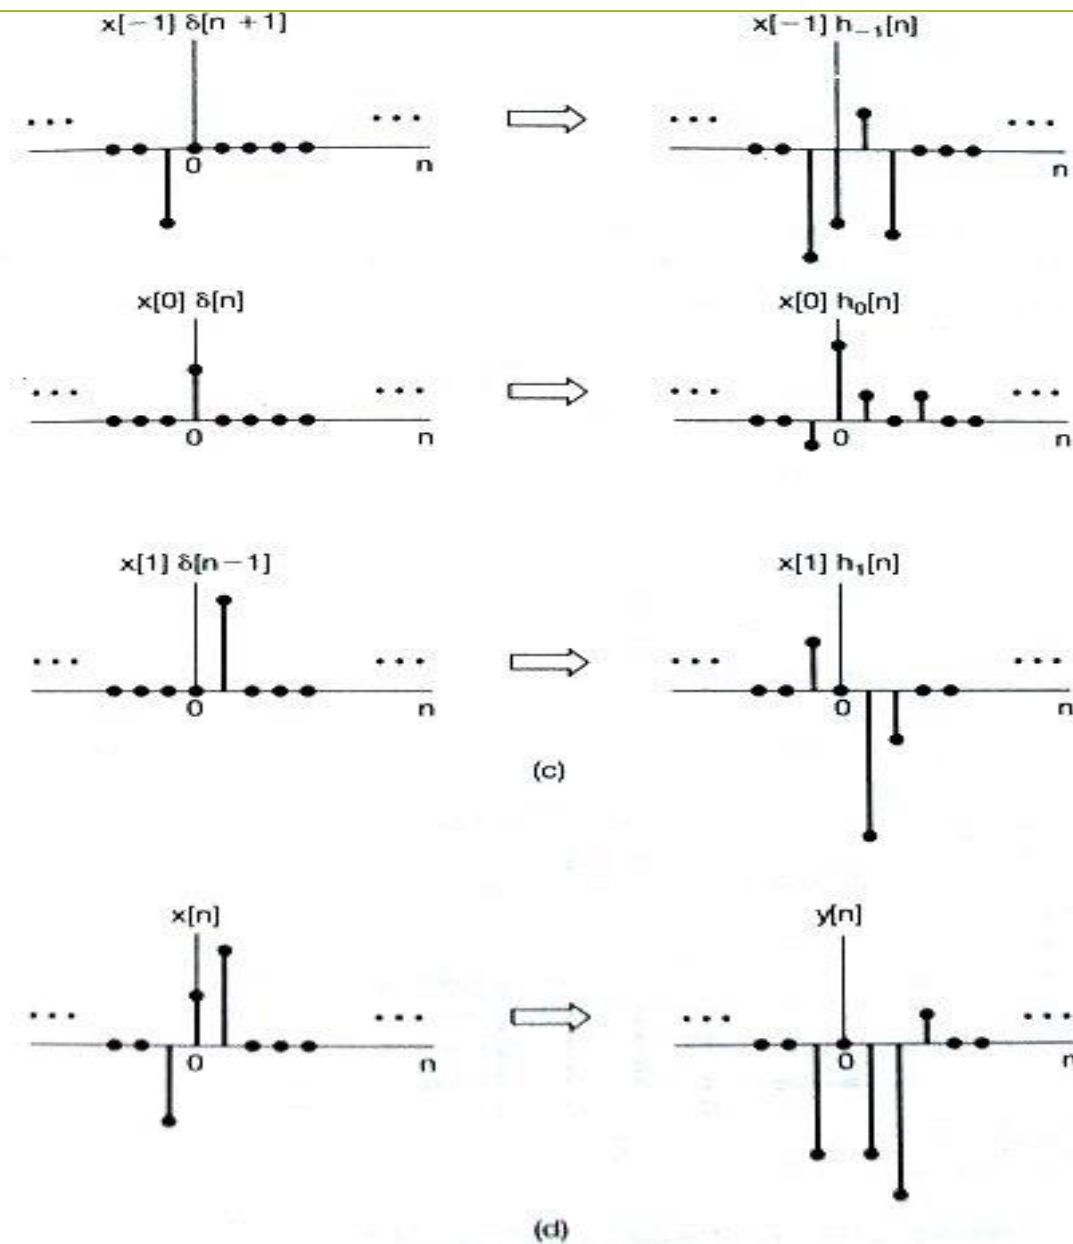 x[−1] δ[n +1] x[−1] h₋₁[n]
... ... ... ...
0 n n
x[0] δ[n] x[0] h₀[n]
... ... ... ...
0 n 0 n
x[1] δ[n−1] x[1] h₁[n]
... ... ... ...
0 n 0 n
(c)
x[n] y[n]
... ... ... ...
0 n 0 n
(d)